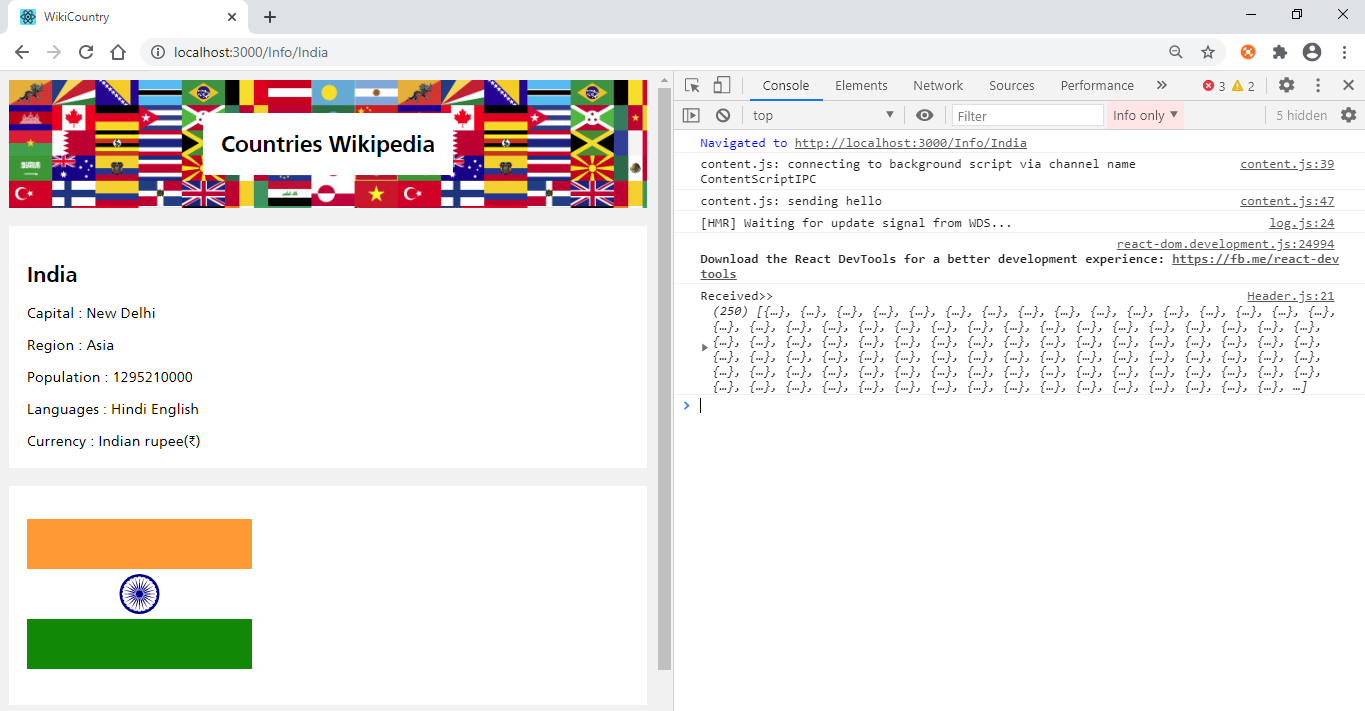 WikiCountry
localhost:3000/Info/India
Countries Wikipedia
India
Capital : New Delhi
Region : Asia
Population : 1295210000
Languages : Hindi English
Currency : Indian rupee(₹)
Console Elements Network Sources Performance » 3 2
top Filter Info only 5 hidden
Navigated to http://localhost:3000/Info/India
content.js: connecting to background script via channel name content.js:39
ContentScriptIPC
content.js: sending hello content.js:47
[HMR] Waiting for update signal from WDS... log.js:24
react-dom.development.js:24994
Download the React DevTools for a better development experience: https://fb.me/react-dev
tools
Received>> Header.js:21
(250) [{…}, {…}, {…}, {…}, {…}, {…}, {…}, {…}, {…}, {…}, {…}, {…}, {…}, {…}, {…}, {…},
{…}, {…}, {…}, {…}, {…}, {…}, {…}, {…}, {…}, {…}, {…}, {…}, {…}, {…}, {…}, {…}, {…},
{…}, {…}, {…}, {…}, {…}, {…}, {…}, {…}, {…}, {…}, {…}, {…}, {…}, {…}, {…}, {…}, {…},
{…}, {…}, {…}, {…}, {…}, {…}, {…}, {…}, {…}, {…}, {…}, {…}, {…}, {…}, {…}, {…}, {…},
{…}, {…}, {…}, {…}, {…}, {…}, {…}, {…}, {…}, {…}, {…}, {…}, {…}, {…}, {…}, {…}, {…},
{…}, {…}, {…}, {…}, {…}, {…}, {…}, {…}, {…}, {…}, {…}, {…}, {…}, {…}, {…}, {…}, …]